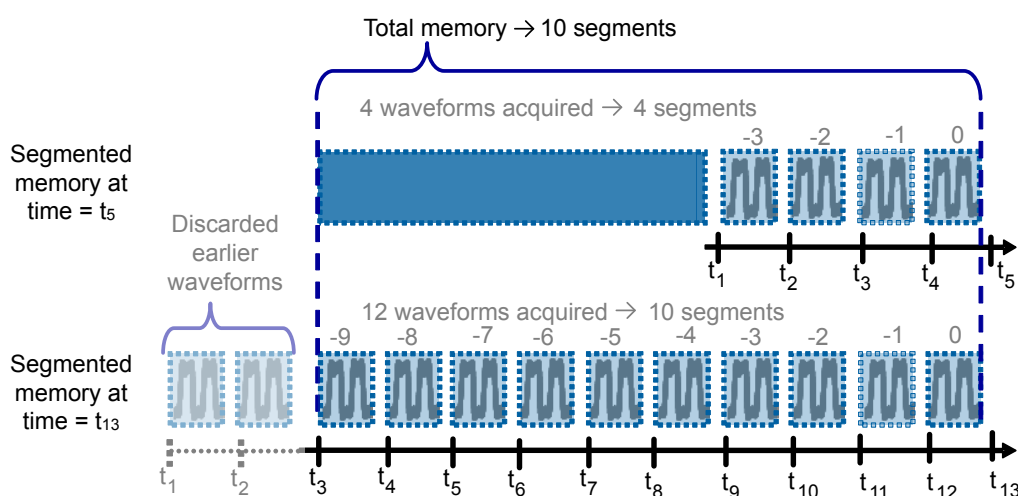 Total memory → 10 segments
4 waveforms acquired → 4 segments
-3 -2 -1 0
Segmented
memory at
time = t5
t1 t2 t3 t4 t5
Discarded
earlier
waveforms
12 waveforms acquired → 10 segments
-9 -8 -7 -6 -5 -4 -3 -2 -1 0
Segmented
memory at
time = t13
t1 t2 t3 t4 t5 t6 t7 t8 t9 t10 t11 t12 t13